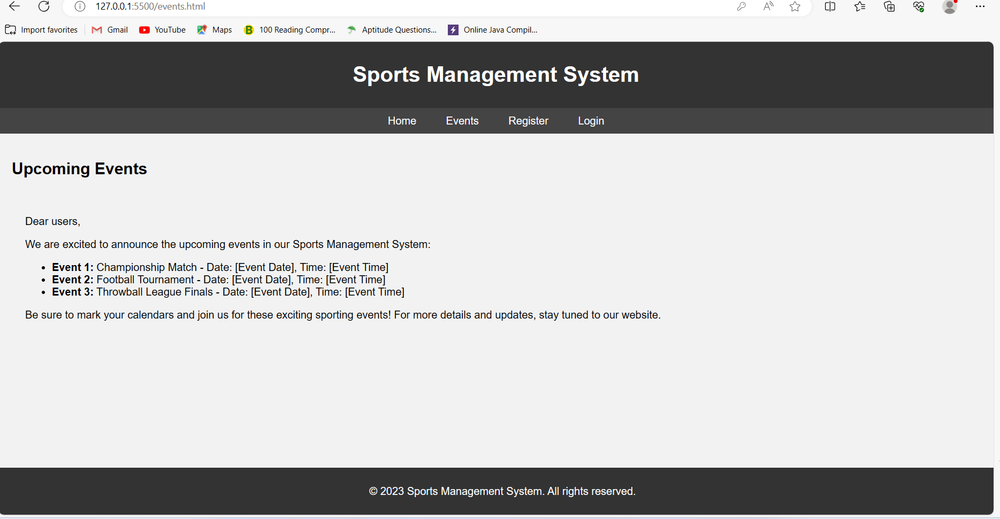 127.0.0.1:5500/events.html
Import favorites Gmail YouTube Maps 100 Reading Compr... Aptitude Questions... Online Java Compil...
Sports Management System
Home Events Register Login
Upcoming Events
Dear users,
We are excited to announce the upcoming events in our Sports Management System:
• Event 1: Championship Match - Date: [Event Date], Time: [Event Time]
• Event 2: Football Tournament - Date: [Event Date], Time: [Event Time]
• Event 3: Throwball League Finals - Date: [Event Date], Time: [Event Time]
Be sure to mark your calendars and join us for these exciting sporting events! For more details and updates, stay tuned to our website.
© 2023 Sports Management System. All rights reserved.